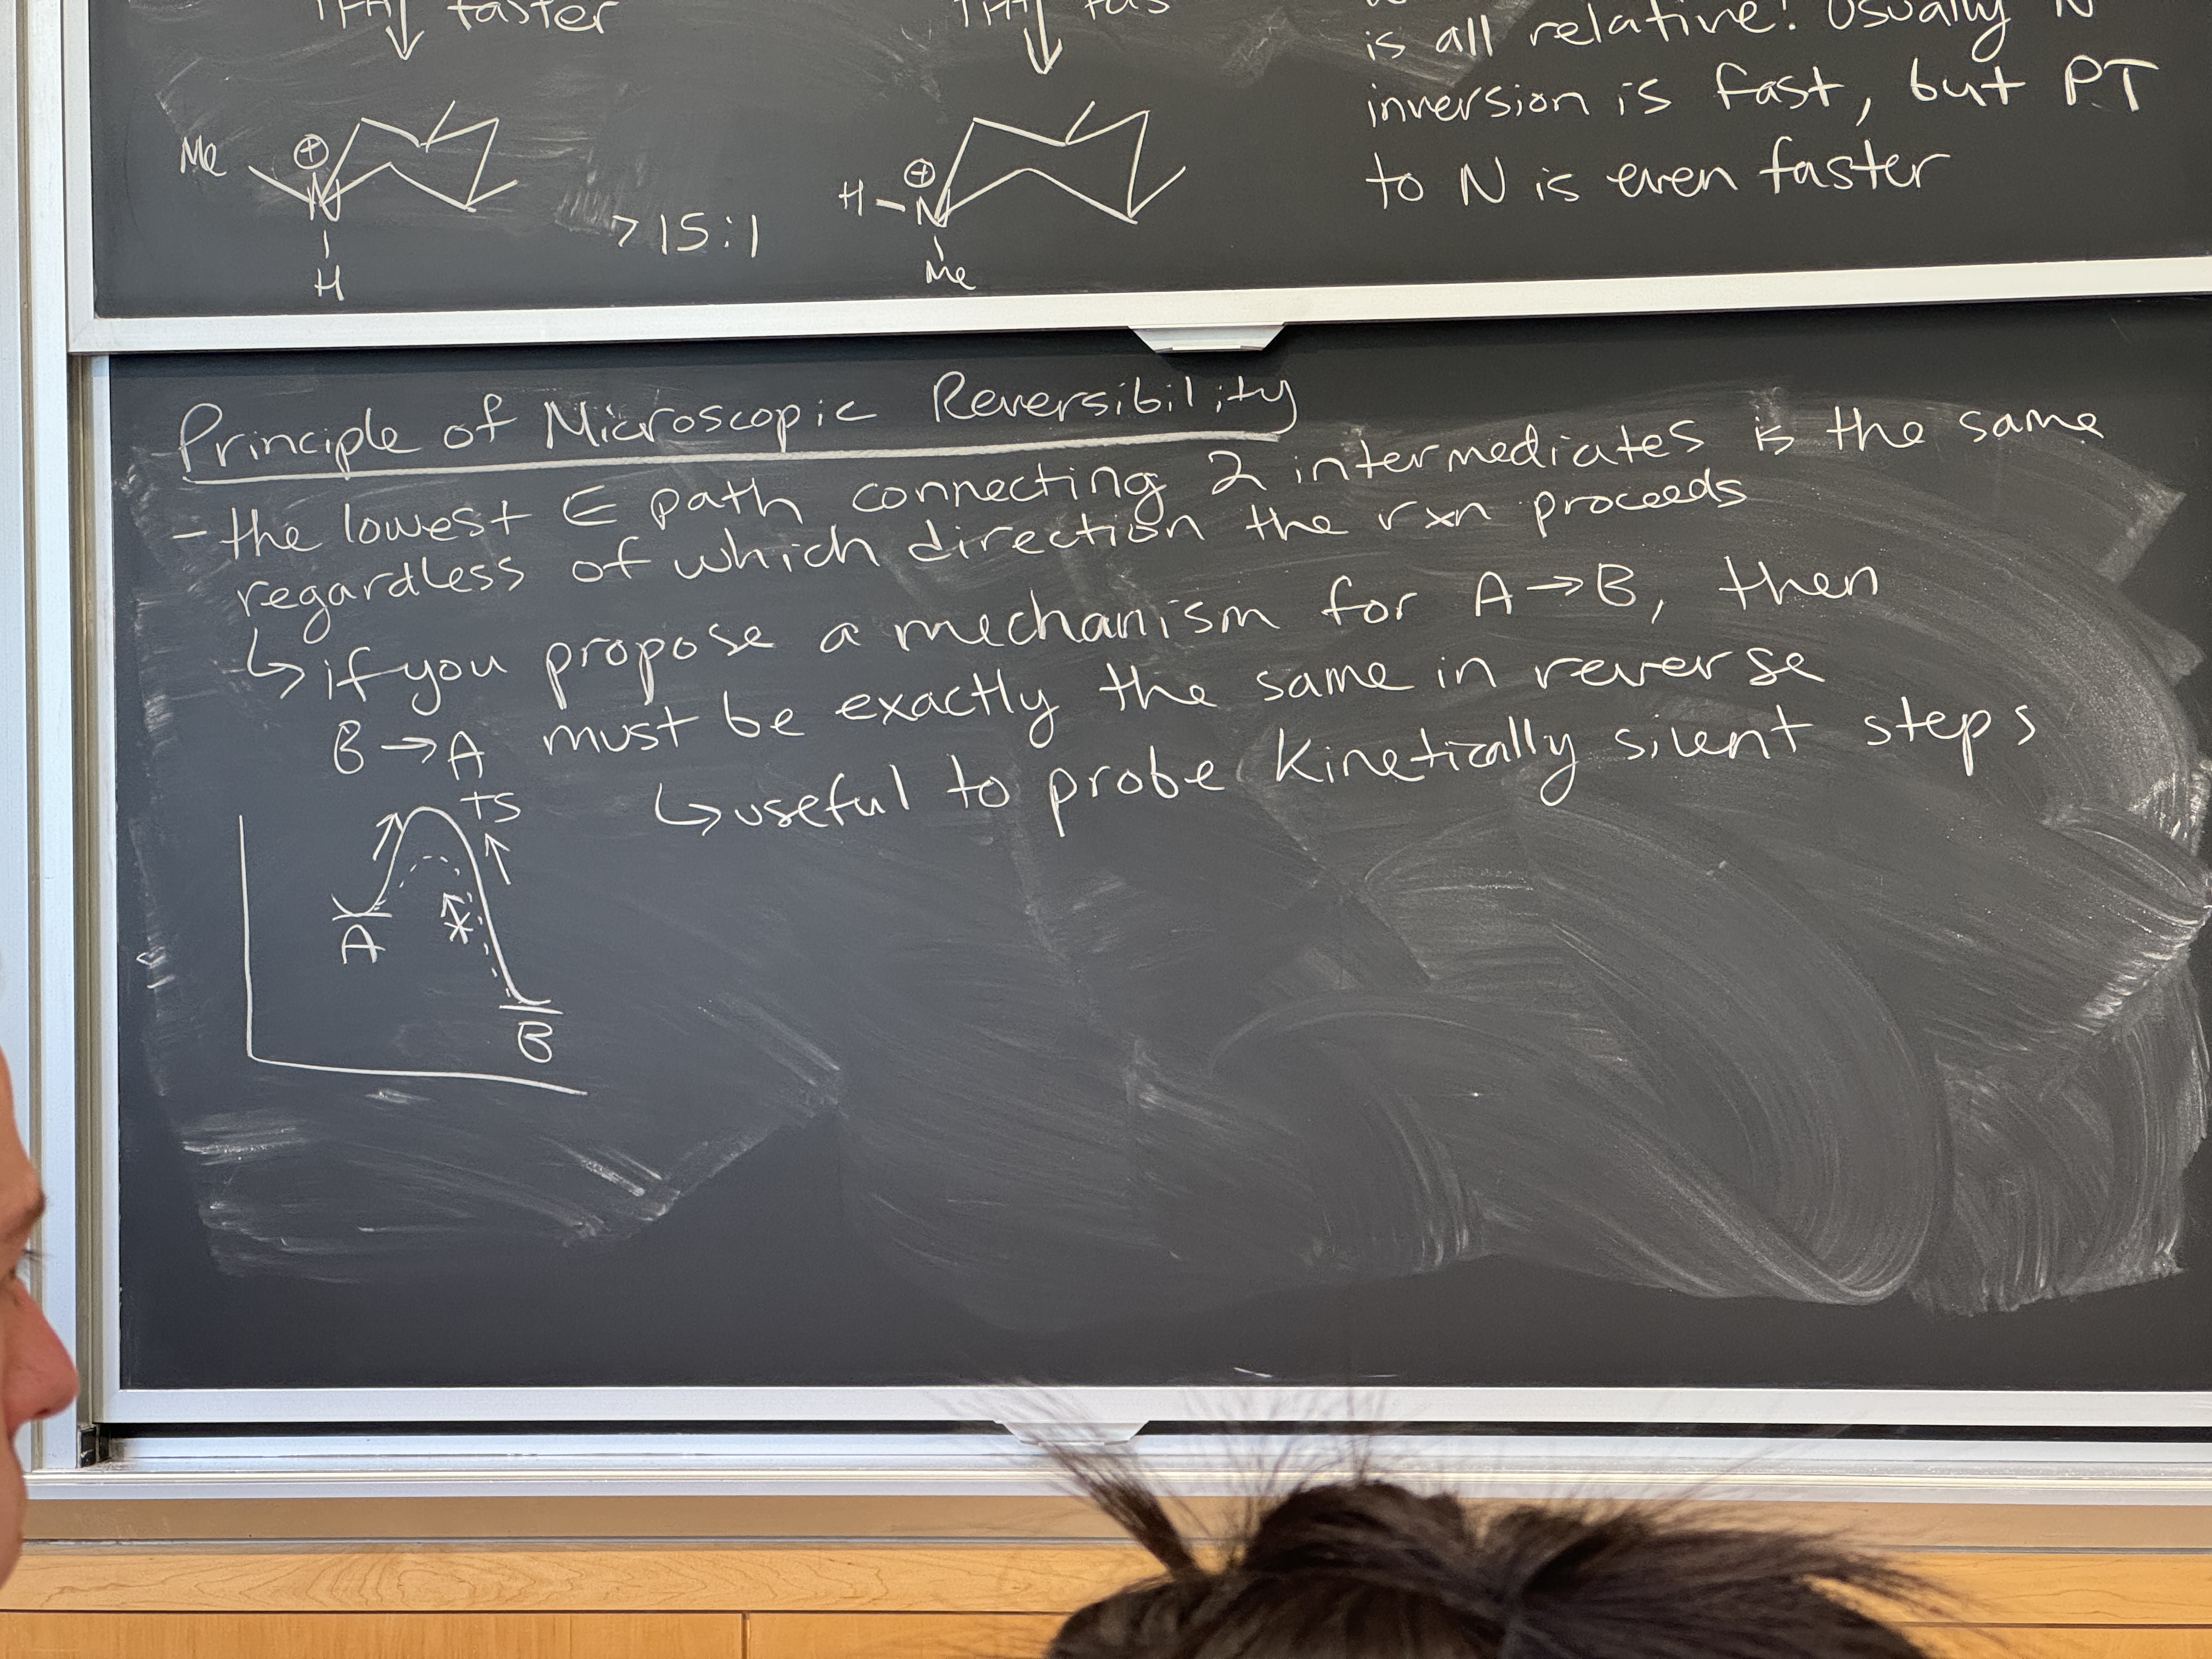 TFA faster
is all relative! Usually N
inversion is fast, but PT
to N is even faster
Me ⊕
N
H
>15:1
⊕
H-N
Me
Principle of Microscopic Reversibility
- the lowest E path connecting 2 intermediates is the same
regardless of which direction the rxn proceeds
↳ if you propose a mechanism for A→B, then
B→A must be exactly the same in reverse
↳ useful to probe kinetically silent steps
TS
A
B